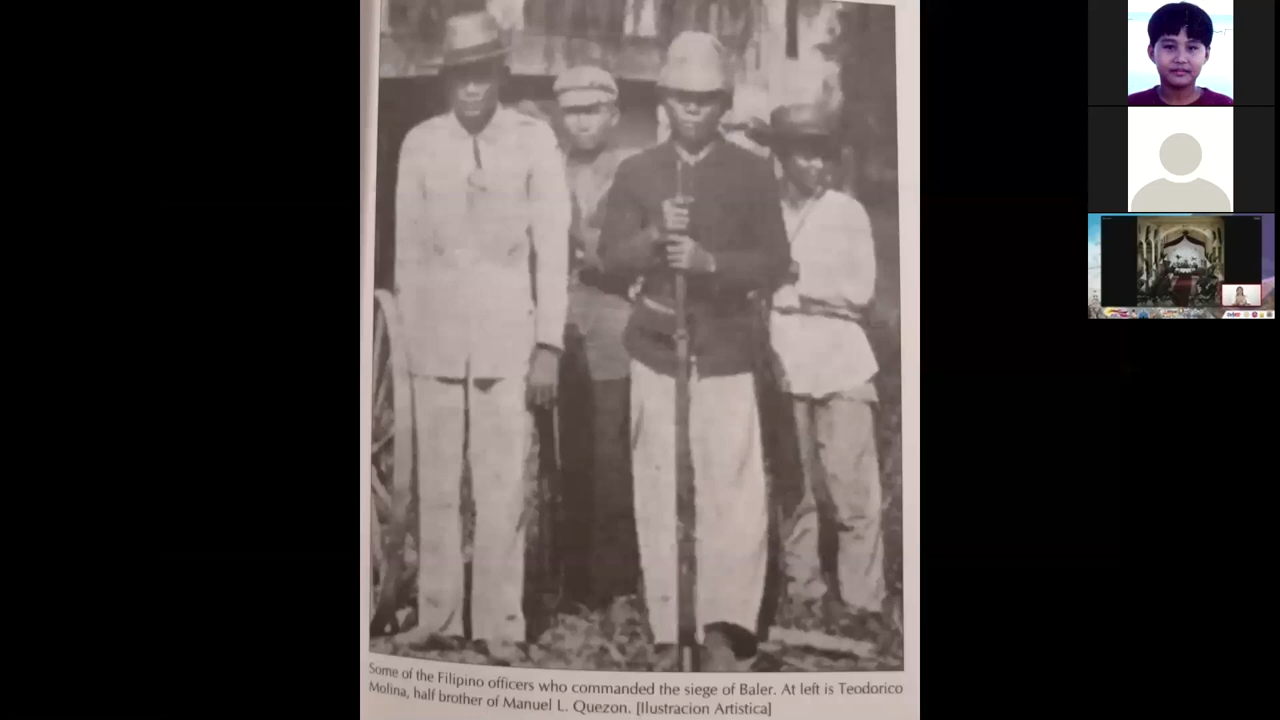 Some of the Filipino officers who commanded the siege of Baler. At left is Teodorico
Molina, half brother of Manuel L. Quezon. [Ilustracion Artistica]